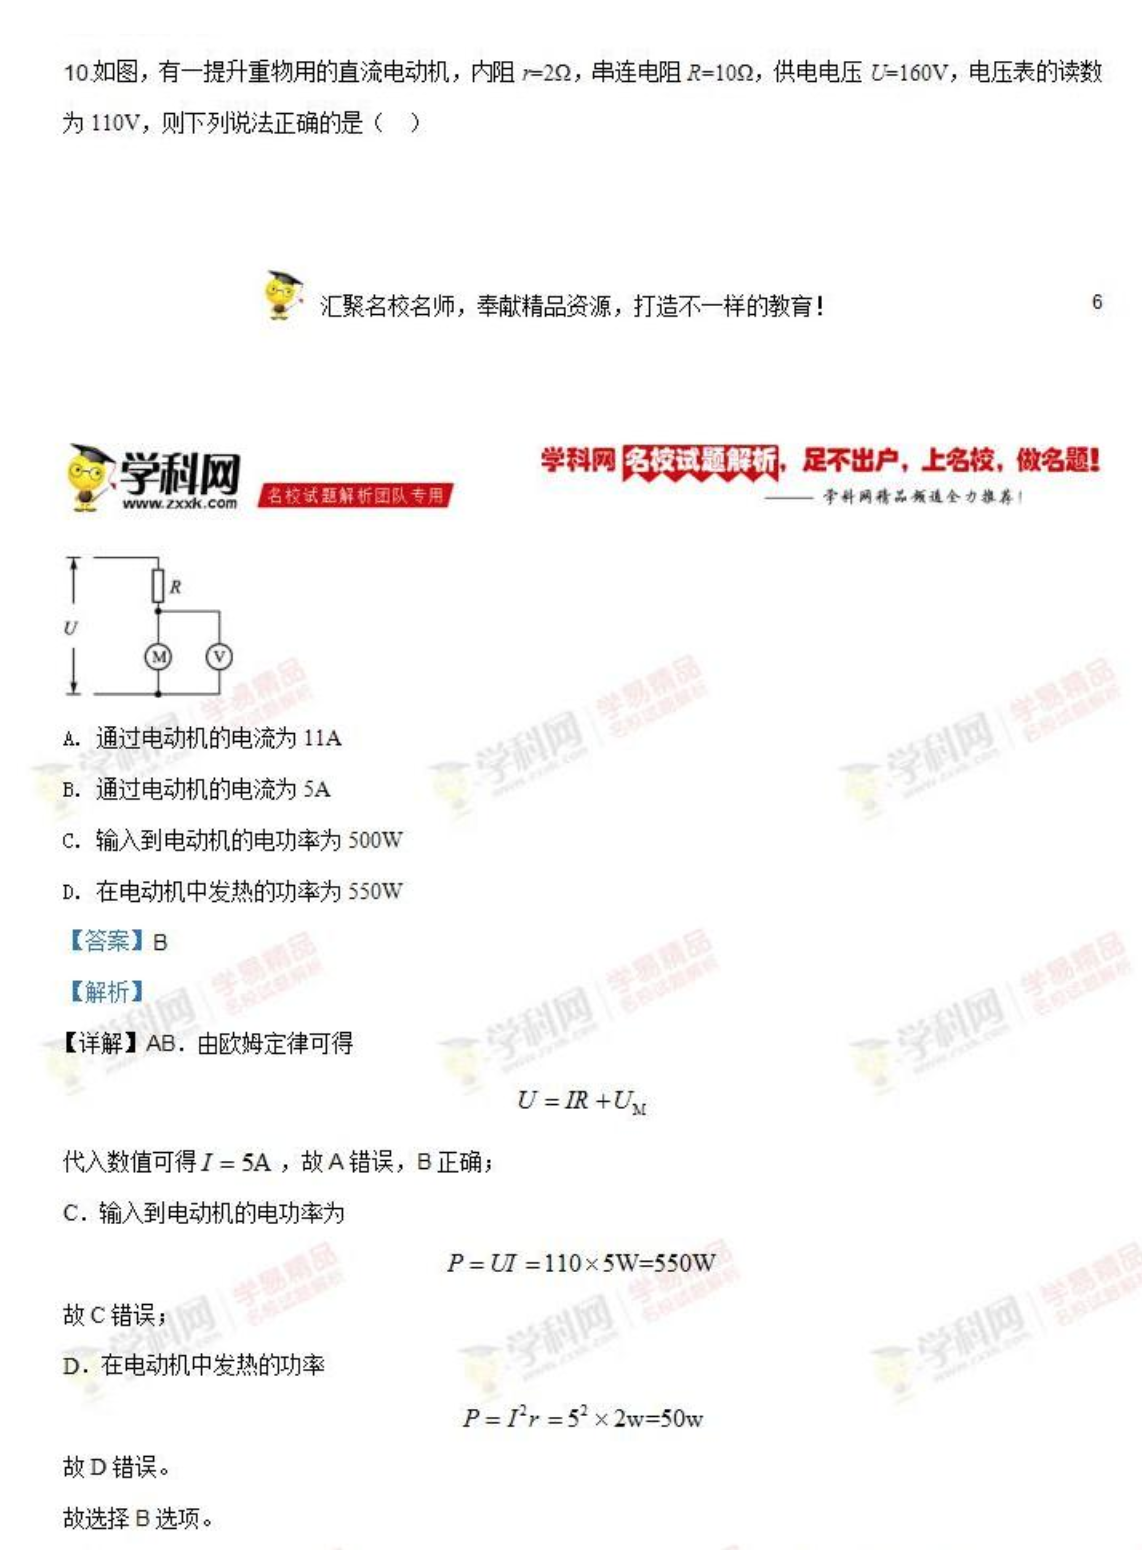 10.如图，有一提升重物用的直流电动机，内阻 r=2Ω，串连电阻 R=10Ω，供电电压 U=160V，电压表的读数
为 110V，则下列说法正确的是（　）
汇聚名校名师，奉献精品资源，打造不一样的教育！
6
学科网
www.zxxk.com
名校试题解析团队专用
学科网 名校试题解析，足不出户，上名校，做名题!
—— 学科网精品频道全力推荐！
R
U
M V
A. 通过电动机的电流为 11A
B. 通过电动机的电流为 5A
C. 输入到电动机的电功率为 500W
D. 在电动机中发热的功率为 550W
【答案】B
【解析】
【详解】AB．由欧姆定律可得
U = IR + U_M
代入数值可得 I = 5A ，故 A 错误，B 正确；
C．输入到电动机的电功率为
P = UI = 110×5W=550W
故 C 错误；
D．在电动机中发热的功率
P = I²r = 5² × 2w=50w
故 D 错误。
故选择 B 选项。